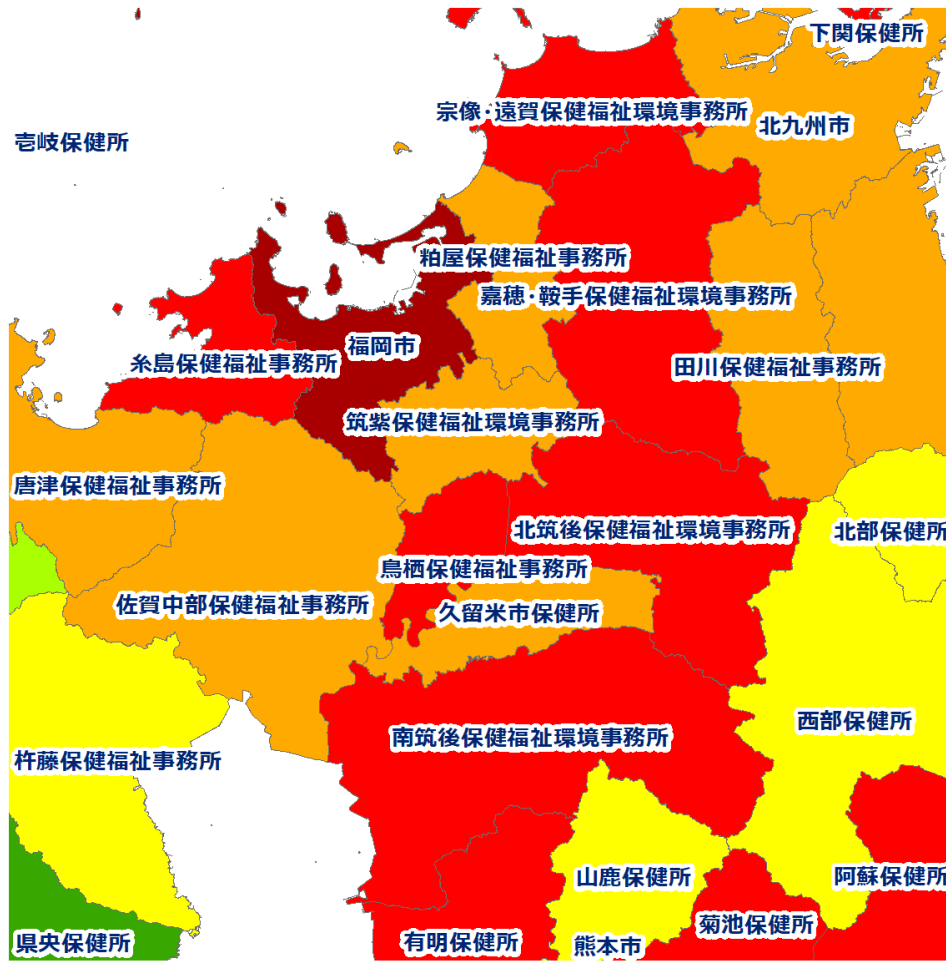 下関保健所
宗像・遠賀保健福祉環境事務所
北九州市
壱岐保健所
粕屋保健福祉事務所
嘉穂・鞍手保健福祉環境事務所
福岡市
糸島保健福祉事務所
田川保健福祉事務所
筑紫保健福祉環境事務所
唐津保健福祉事務所
北筑後保健福祉環境事務所
北部保健所
鳥栖保健福祉事務所
佐賀中部保健福祉事務所
久留米市保健所
西部保健所
南筑後保健福祉環境事務所
杵藤保健福祉事務所
山鹿保健所
阿蘇保健所
菊池保健所
県央保健所
有明保健所
熊本市